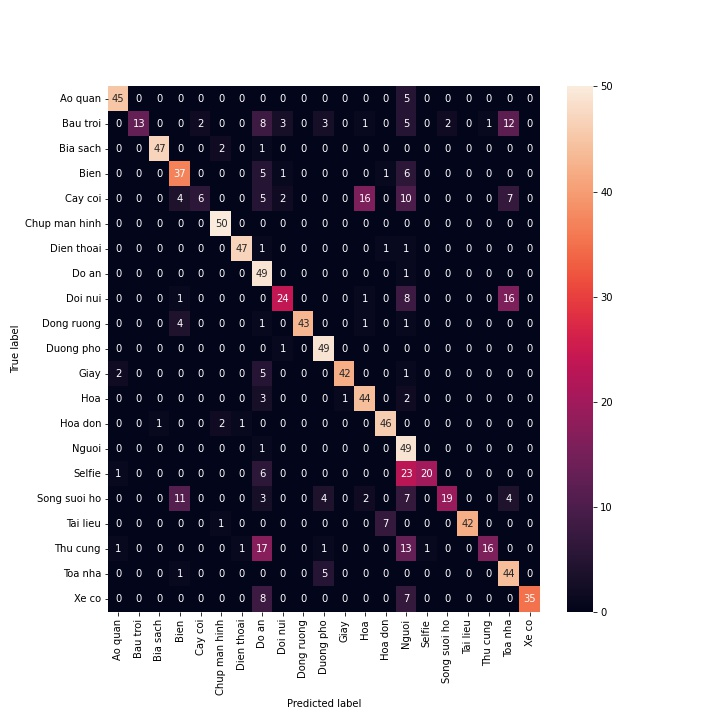 Ao quan 45 0 0 0 0 0 0 0 0 0 0 0 0 0 5 0 0 0 0 0 0
Bau troi 0 13 0 0 2 0 0 8 3 0 3 0 1 0 5 0 2 0 1 12 0
Bia sach 0 0 47 0 0 2 0 1 0 0 0 0 0 0 0 0 0 0 0 0 0
Bien 0 0 0 37 0 0 0 5 1 0 0 0 0 1 6 0 0 0 0 0 0
Cay coi 0 0 0 4 6 0 0 5 2 0 0 0 16 0 10 0 0 0 0 7 0
Chup man hinh 0 0 0 0 0 50 0 0 0 0 0 0 0 0 0 0 0 0 0 0 0
Dien thoai 0 0 0 0 0 0 47 1 0 0 0 0 0 1 1 0 0 0 0 0 0
Do an 0 0 0 0 0 0 0 49 0 0 0 0 0 0 1 0 0 0 0 0 0
Doi nui 0 0 0 1 0 0 0 0 24 0 0 0 1 0 8 0 0 0 0 16 0
Dong ruong 0 0 0 4 0 0 0 1 0 43 0 0 1 0 1 0 0 0 0 0 0
Duong pho 0 0 0 0 0 0 0 0 1 0 49 0 0 0 0 0 0 0 0 0 0
Giay 2 0 0 0 0 0 0 5 0 0 0 42 0 0 1 0 0 0 0 0 0
Hoa 0 0 0 0 0 0 0 3 0 0 0 1 44 0 2 0 0 0 0 0 0
Hoa don 0 0 1 0 0 2 1 0 0 0 0 0 0 46 0 0 0 0 0 0 0
Nguoi 0 0 0 0 0 0 0 1 0 0 0 0 0 0 49 0 0 0 0 0 0
Selfie 1 0 0 0 0 0 0 6 0 0 0 0 0 0 23 20 0 0 0 0 0
Song suoi ho 0 0 0 11 0 0 0 3 0 0 4 0 2 0 7 0 19 0 0 4 0
Tai lieu 0 0 0 0 0 1 0 0 0 0 0 0 0 7 0 0 0 42 0 0 0
Thu cung 1 0 0 0 0 0 1 17 0 0 1 0 0 0 13 1 0 0 16 0 0
Toa nha 0 0 0 1 0 0 0 0 0 0 5 0 0 0 0 0 0 0 0 44 0
Xe co 0 0 0 0 0 0 0 8 0 0 0 0 0 0 7 0 0 0 0 0 35
True label
Ao quan
Bau troi
Bia sach
Bien
Cay coi
Chup man hinh
Dien thoai
Do an
Doi nui
Dong ruong
Duong pho
Giay
Hoa
Hoa don
Nguoi
Selfie
Song suoi ho
Tai lieu
Thu cung
Toa nha
Xe co
Predicted label
50
40
30
20
10
0